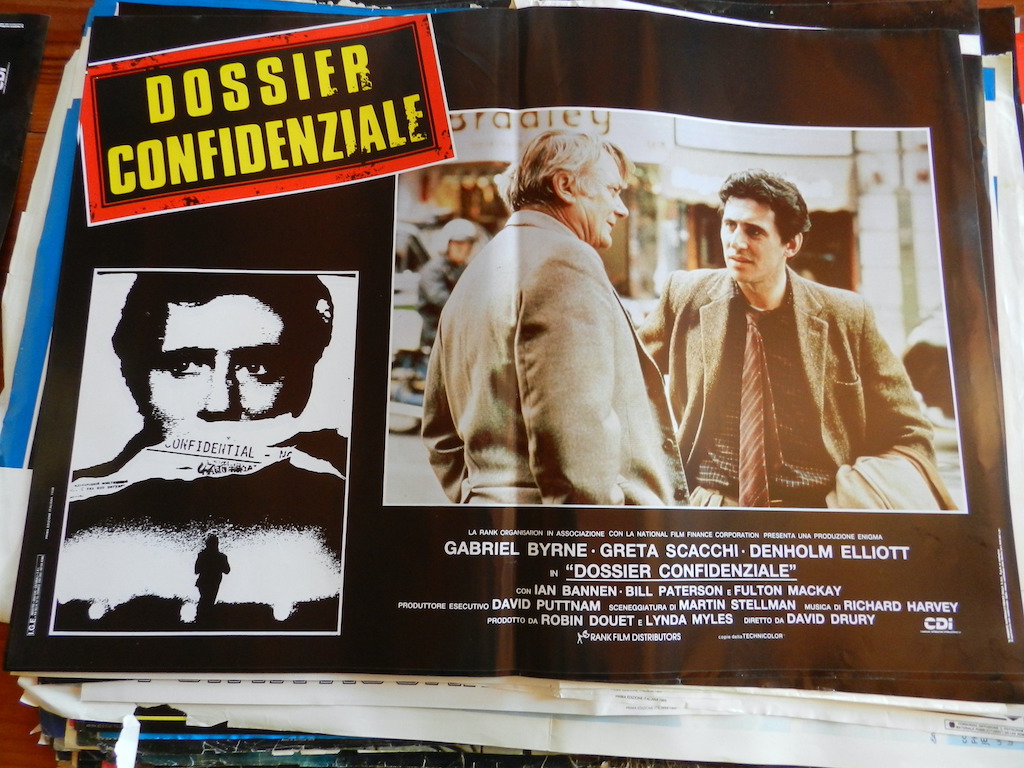 DOSSIER
CONFIDENZIALE
Bradley
CONFIDENTIAL
LA RANK ORGANISATION IN ASSOCIAZIONE CON LA NATIONAL FILM FINANCE CORPORATION PRESENTA UNA PRODUZIONE ENIGMA
GABRIEL BYRNE · GRETA SCACCHI · DENHOLM ELLIOTT
IN "DOSSIER CONFIDENZIALE"
CON IAN BANNEN · BILL PATERSON E FULTON MACKAY
PRODUTTORE ESECUTIVO DAVID PUTTNAM SCENEGGIATURA DI MARTIN STELLMAN MUSICA DI RICHARD HARVEY
PRODOTTO DA ROBIN DOUET E LYNDA MYLES DIRETTO DA DAVID DRURY
RANK FILM DISTRIBUTORS copie della TECHNICOLOR
CDI